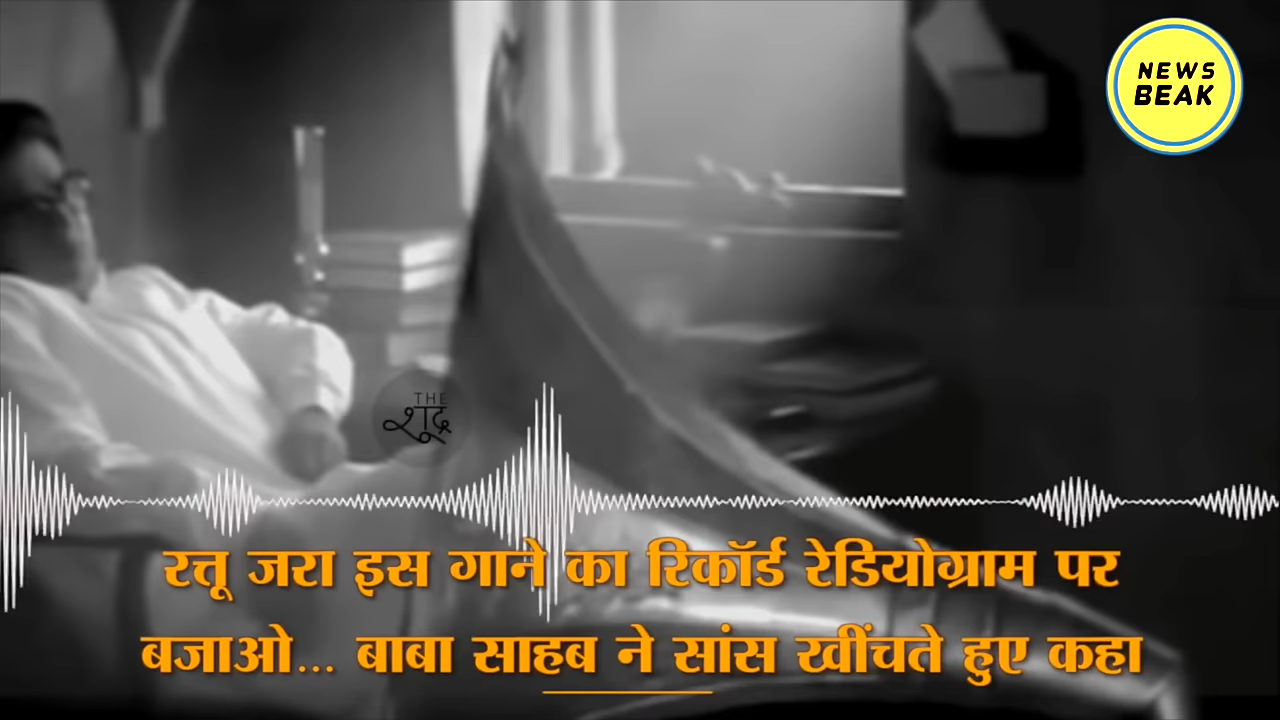 NEWS
BEAK
THE
शूद्र
रत्तू जरा इस गाने का रिकॉर्ड रेडियोग्राम पर
बजाओ... बाबा साहब ने सांस खींचते हुए कहा